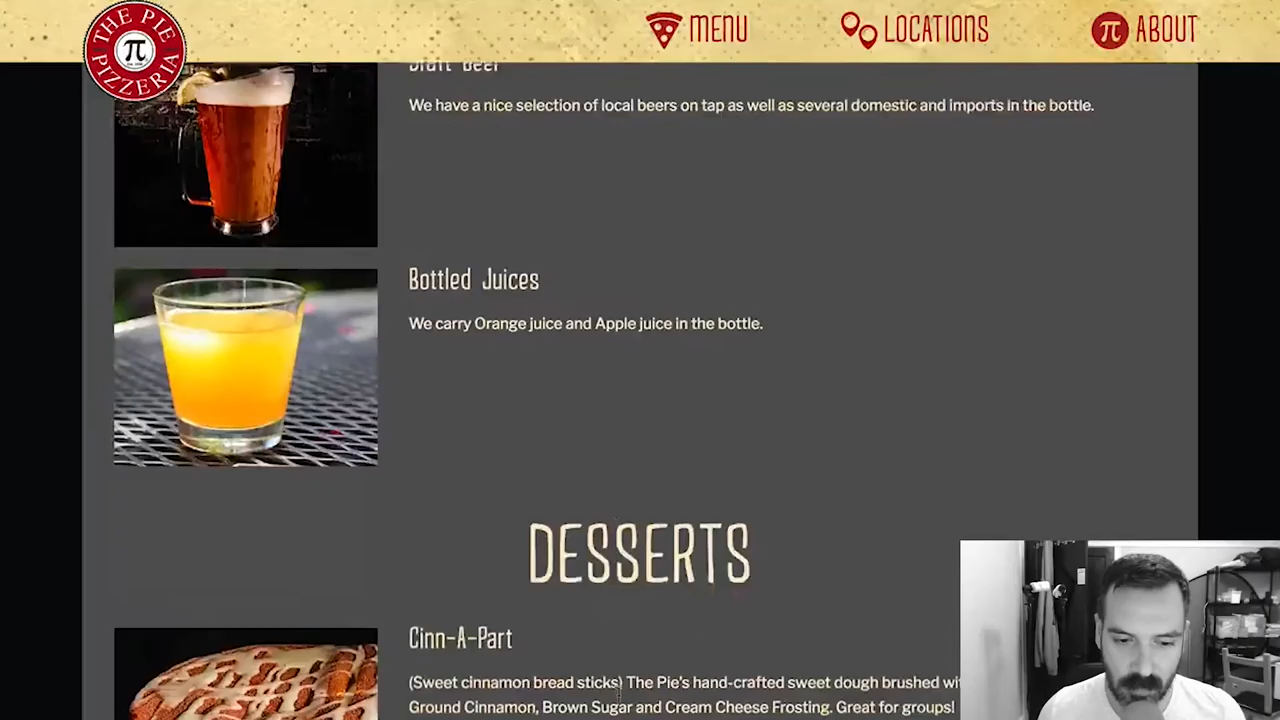 THE PIE
PIZZERIA
π
MENU
LOCATIONS
π ABOUT
Draft Beer
We have a nice selection of local beers on tap as well as several domestic and imports in the bottle.
Bottled Juices
We carry Orange juice and Apple juice in the bottle.
DESSERTS
Cinn-A-Part
(Sweet cinnamon bread sticks) The Pie's hand-crafted sweet dough brushed
Ground Cinnamon, Brown Sugar and Cream Cheese Frosting. Great for groups!